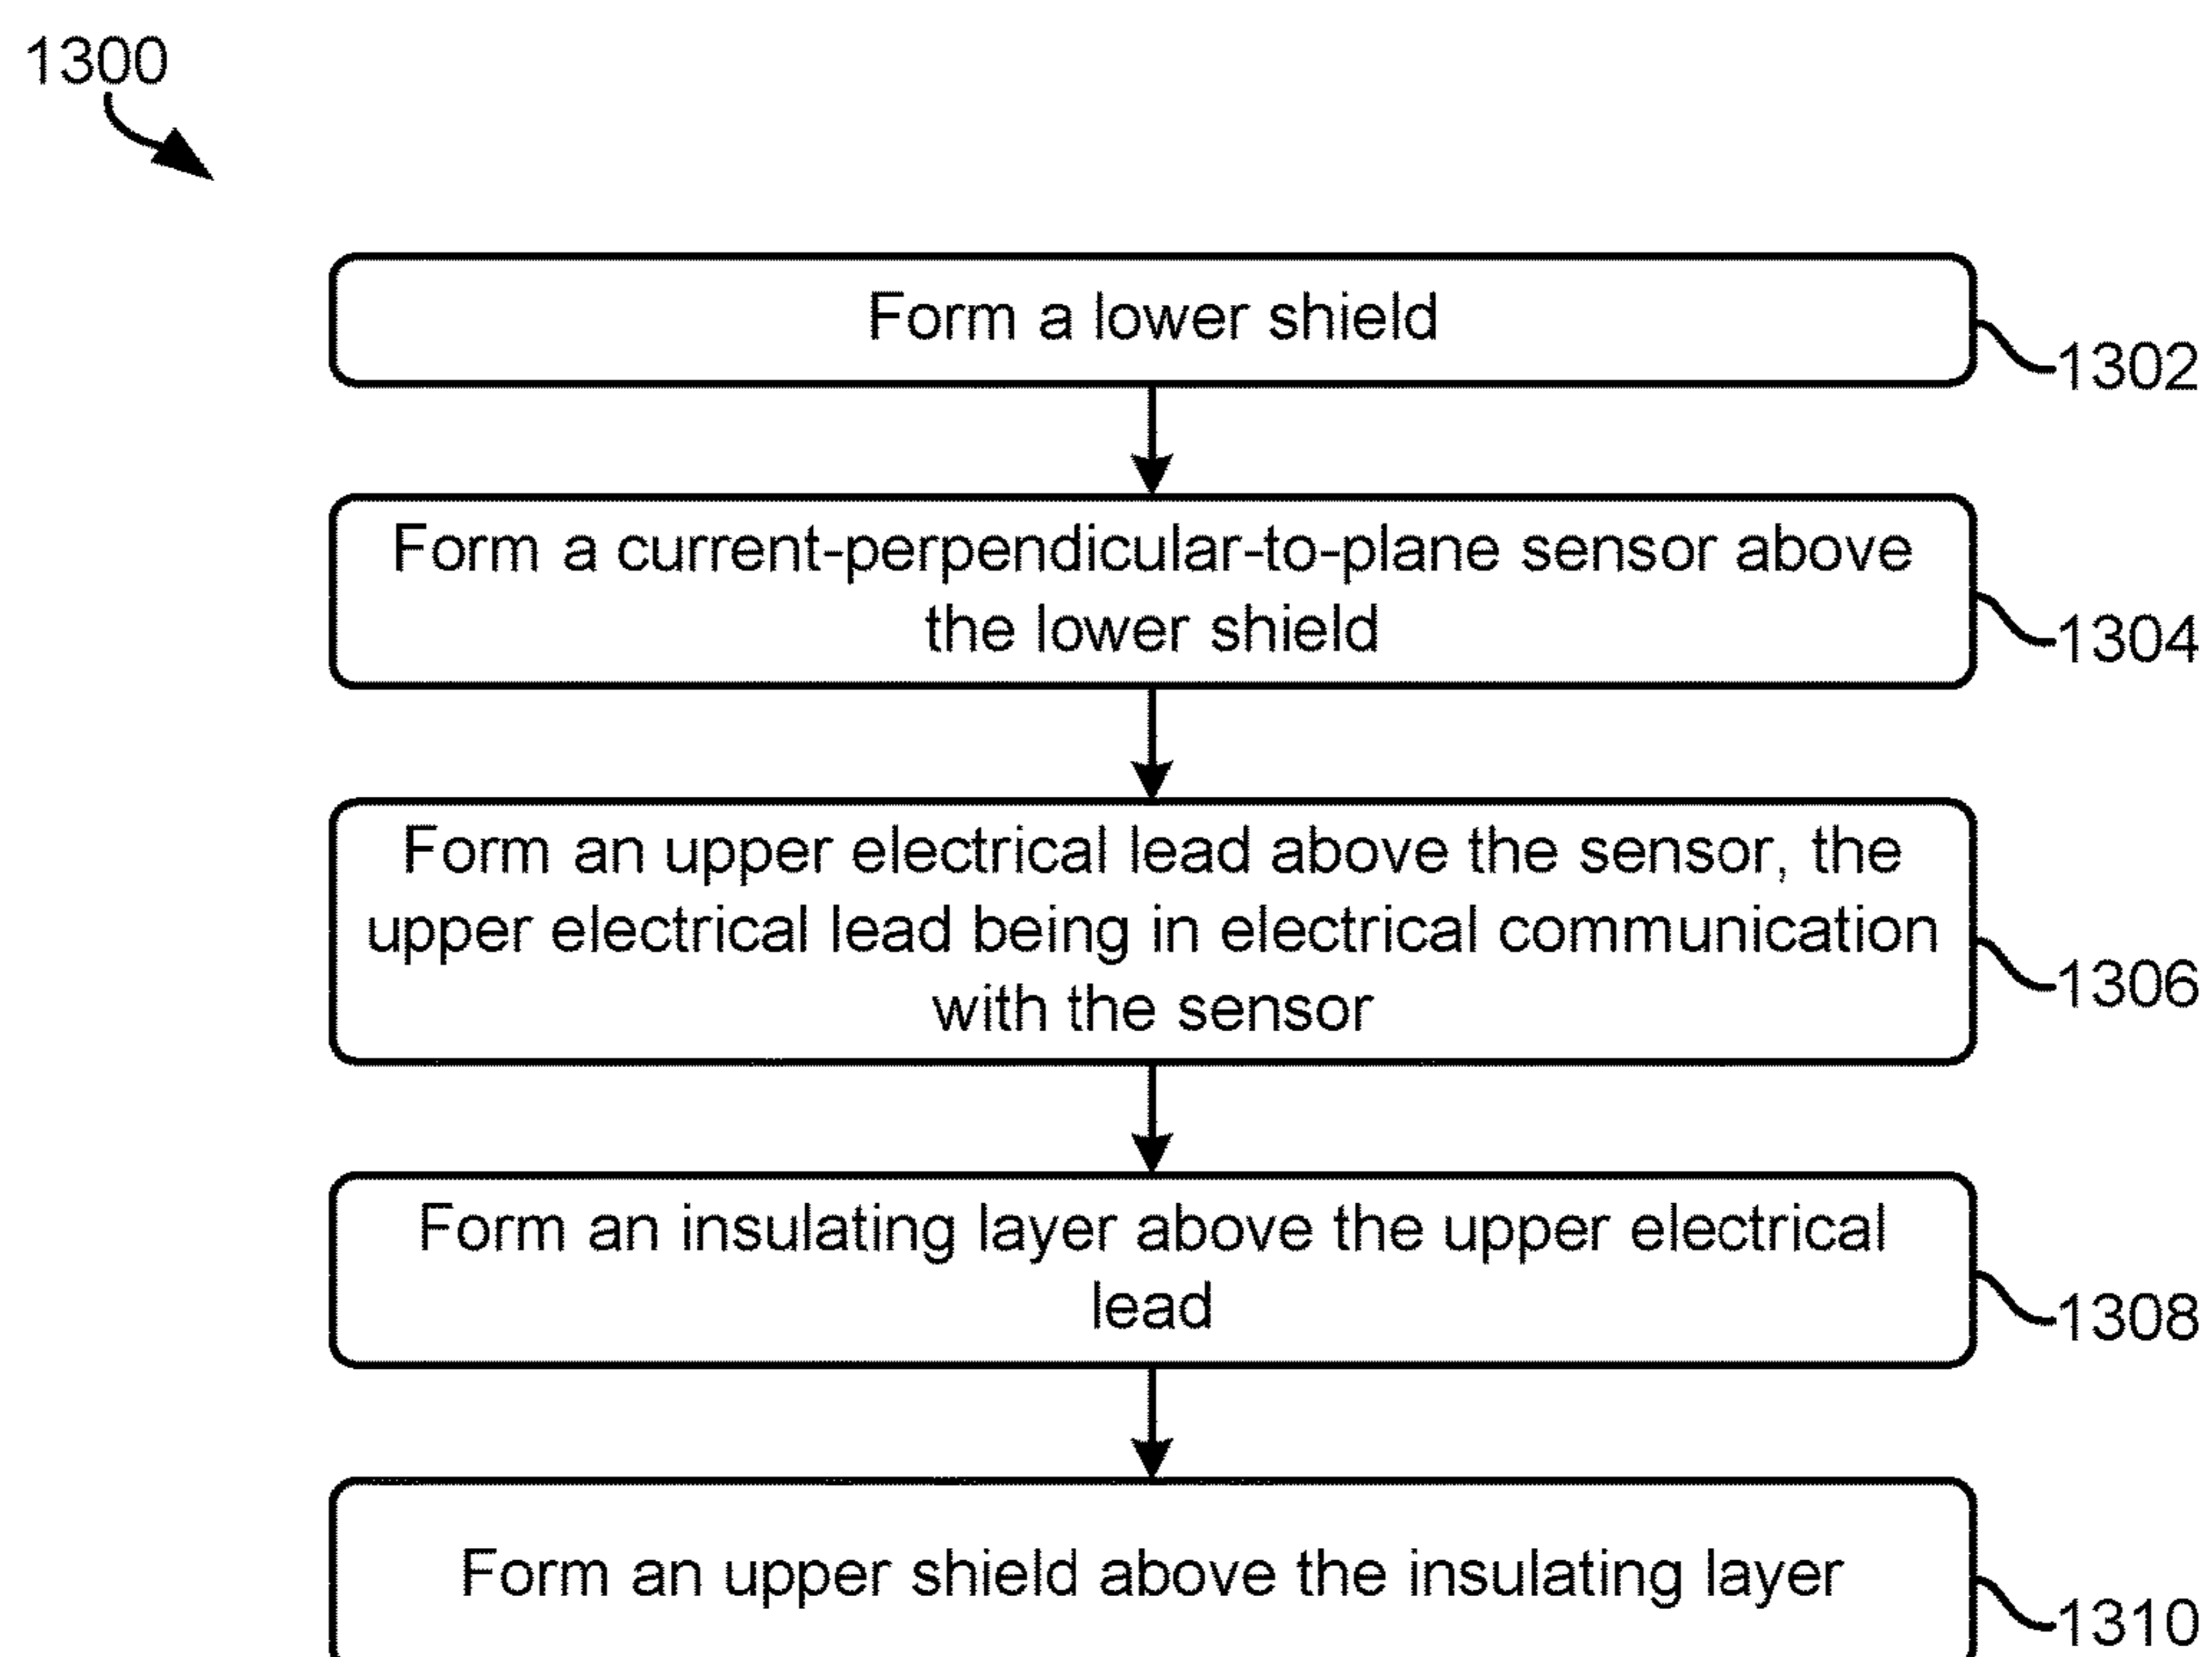 1300
Form a lower shield
1302
Form a current-perpendicular-to-plane sensor above
the lower shield
1304
Form an upper electrical lead above the sensor, the
upper electrical lead being in electrical communication
with the sensor
1306
Form an insulating layer above the upper electrical
lead
1308
Form an upper shield above the insulating layer
1310